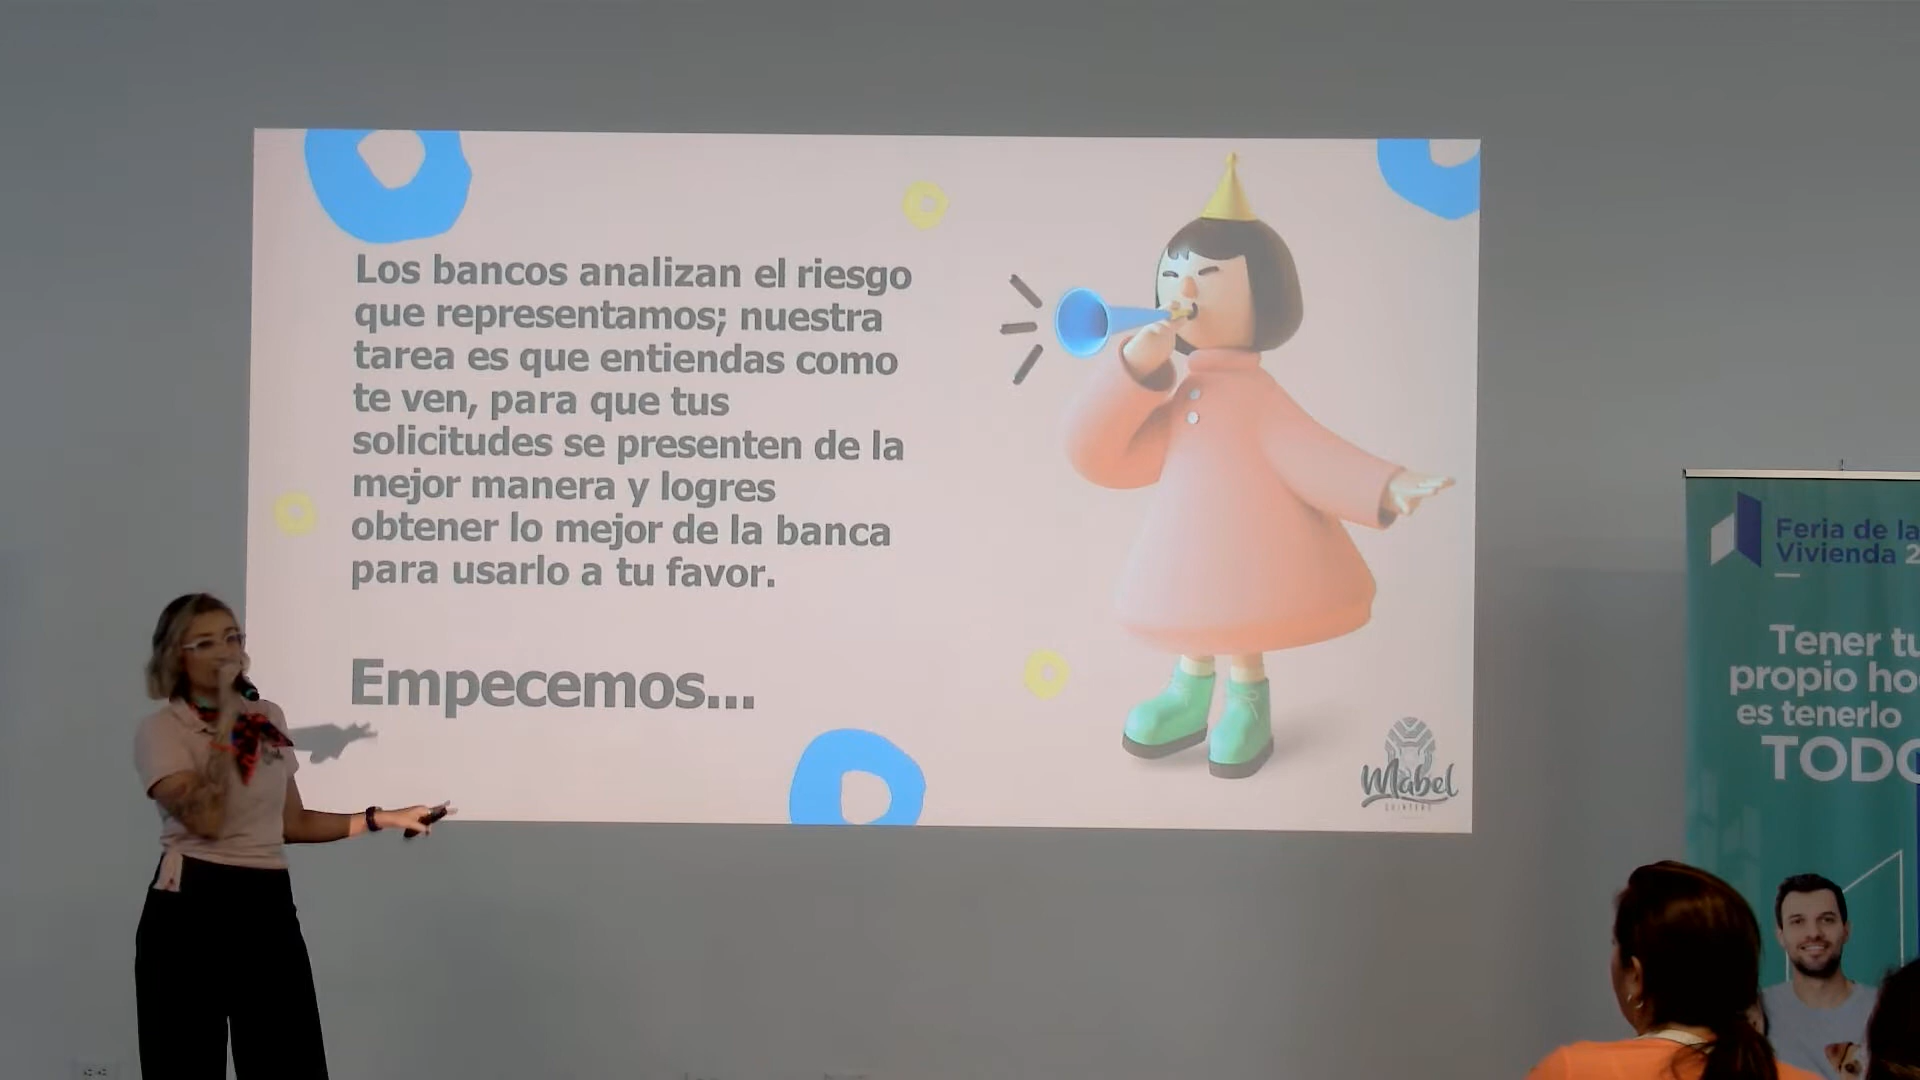 Los bancos analizan el riesgo
que representamos; nuestra
tarea es que entiendas como
te ven, para que tus
solicitudes se presenten de la
mejor manera y logres
obtener lo mejor de la banca
para usarlo a tu favor.
Empecemos...
Mabel
Feria de la
Vivienda 2
Tener tu
propio ho
es tenerlo
TODO